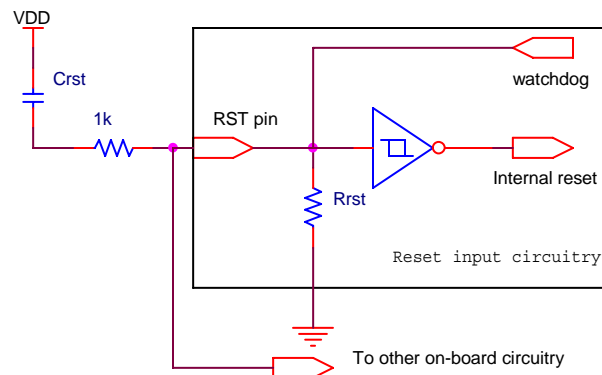 VDD
Crst
1k
RST pin
watchdog
Internal reset
Rrst
Reset input circuitry
To other on-board circuitry